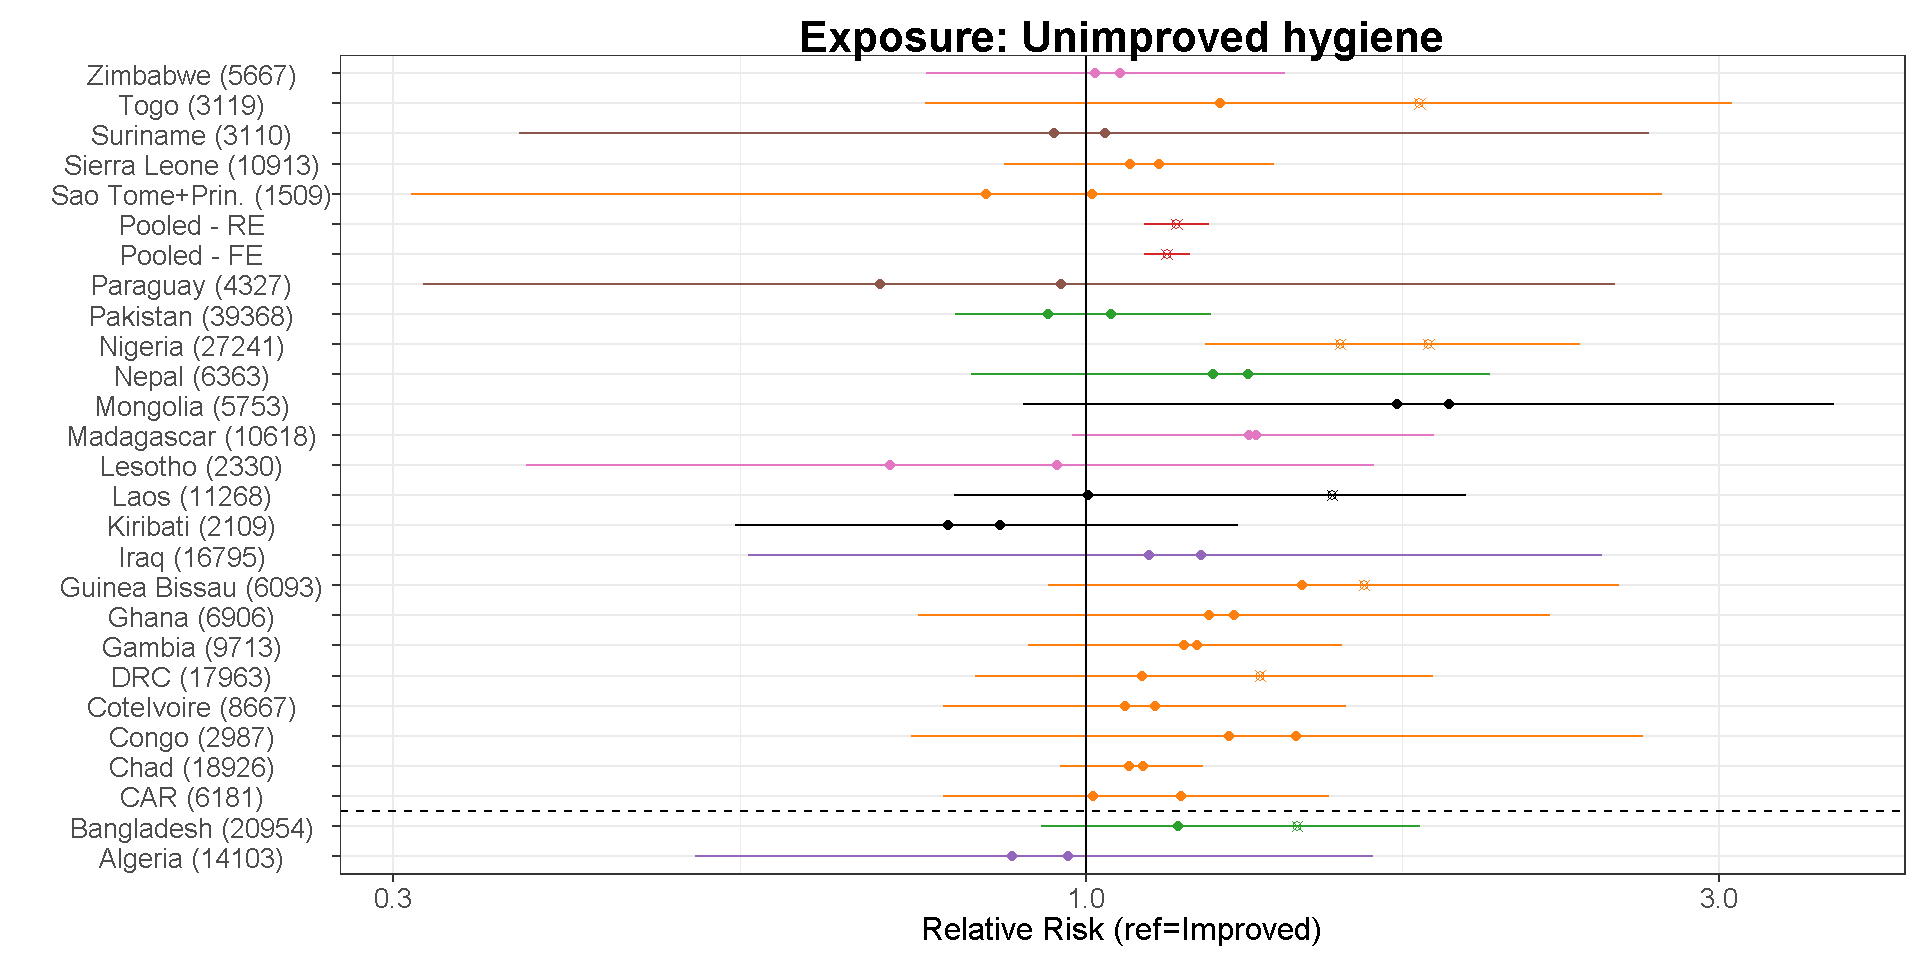 Exposure: Unimproved hygiene
Zimbabwe (5667)
Togo (3119)
Suriname (3110)
Sierra Leone (10913)
Sao Tome+Prin. (1509)
Pooled - RE
Pooled - FE
Paraguay (4327)
Pakistan (39368)
Nigeria (27241)
Nepal (6363)
Mongolia (5753)
Madagascar (10618)
Lesotho (2330)
Laos (11268)
Kiribati (2109)
Iraq (16795)
Guinea Bissau (6093)
Ghana (6906)
Gambia (9713)
DRC (17963)
CoteIvoire (8667)
Congo (2987)
Chad (18926)
CAR (6181)
Bangladesh (20954)
Algeria (14103)
0.3 1.0 3.0
Relative Risk (ref=Improved)